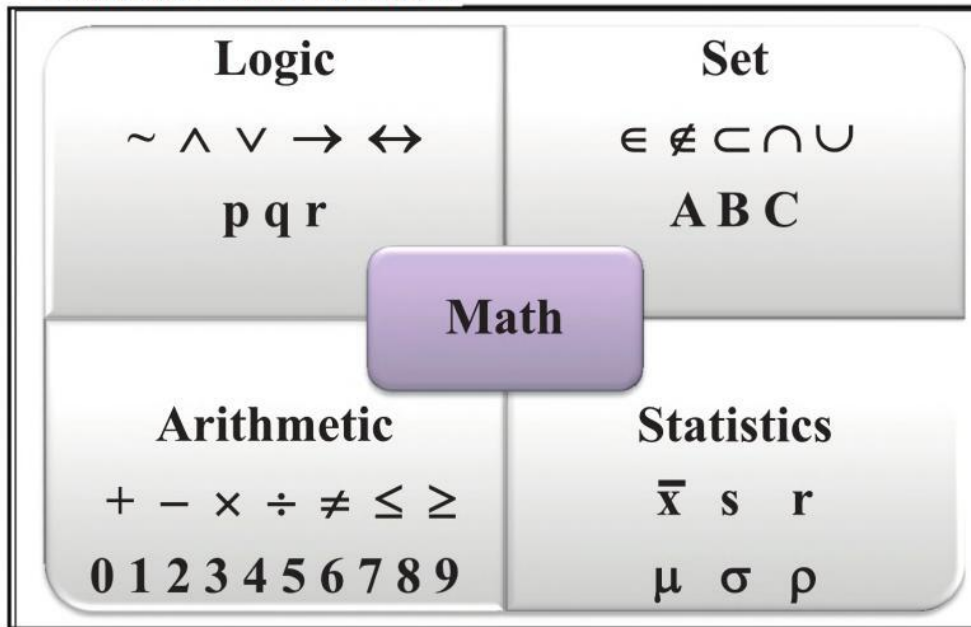 Logic
~ ∧ ∨ → ↔
p q r
Set
∈ ∉ ⊂ ∩ ∪
A B C
Math
Arithmetic
+ − × ÷ ≠ ≤ ≥
0 1 2 3 4 5 6 7 8 9
Statistics
x̄ s r
μ σ ρ